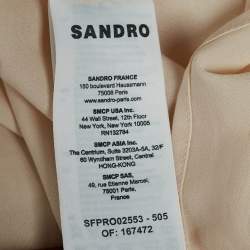 SANDRO
SANDRO FRANCE
150 boulevard Haussmann
75008 Paris
www.sandro-paris.com
SMCP USA Inc.
44 Wall Street, 12th Floor
New York, New York 10005
RN132784
SMCP ASIA Inc.
The Centrium, Suite 3203A-5A, 32/F
60 Wyndham Street, Central
HONG-KONG
SMCP SAS,
49, rue Etienne Marcel,
75001 Paris,
France
SFPRO02553 - 505
OF: 167472